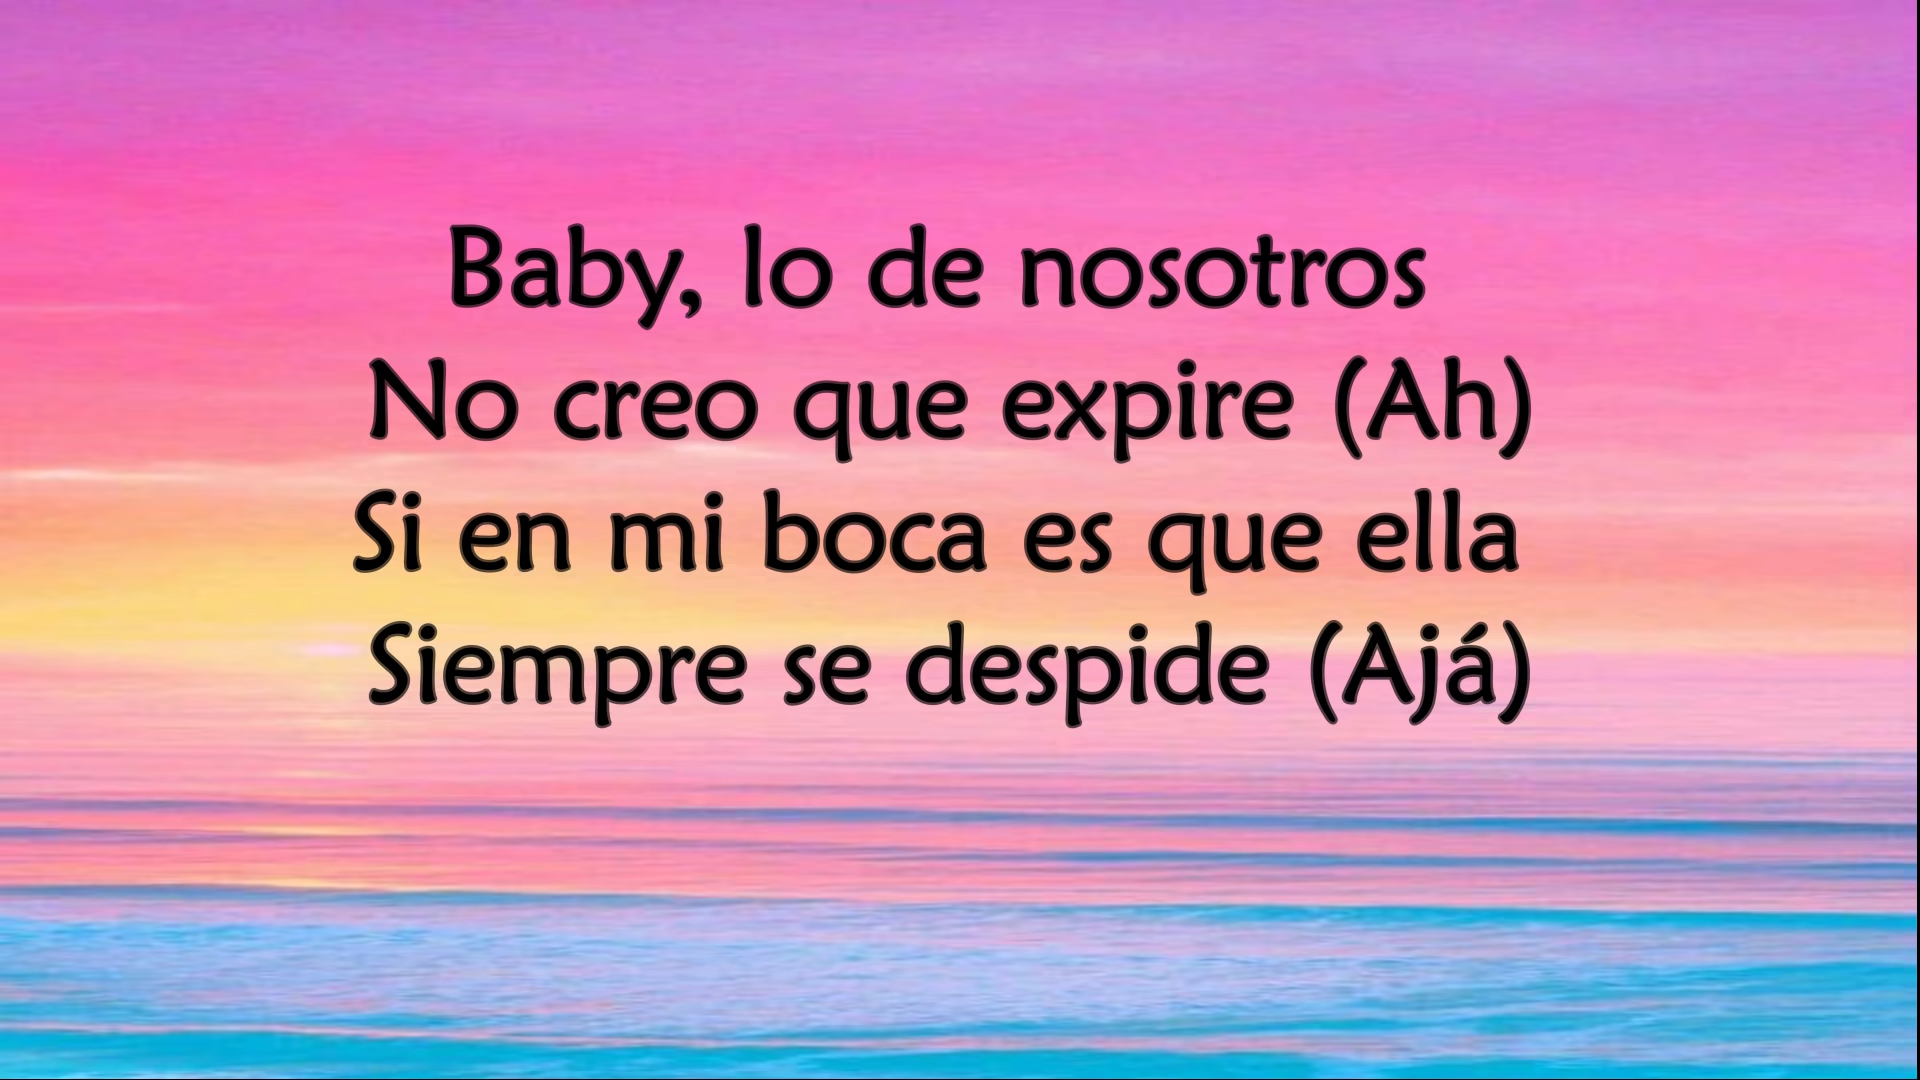 Baby, lo de nosotros
No creo que expire (Ah)
Si en mi boca es que ella
Siempre se despide (Ajá)